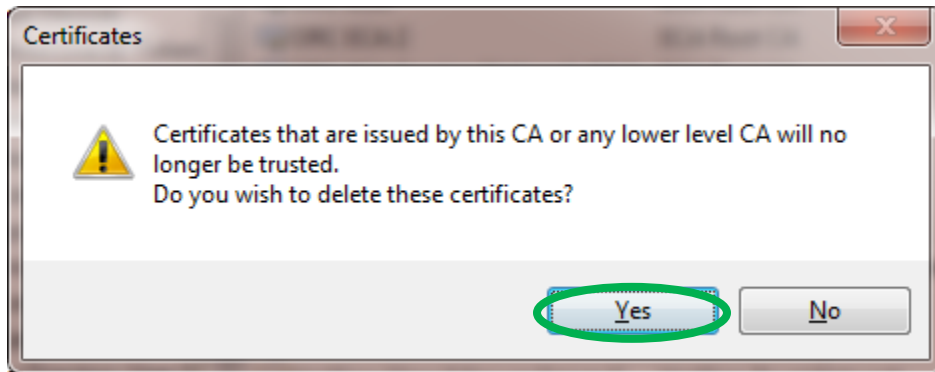 Certificates
Certificates that are issued by this CA or any lower level CA will no
longer be trusted.
Do you wish to delete these certificates?
Yes
No